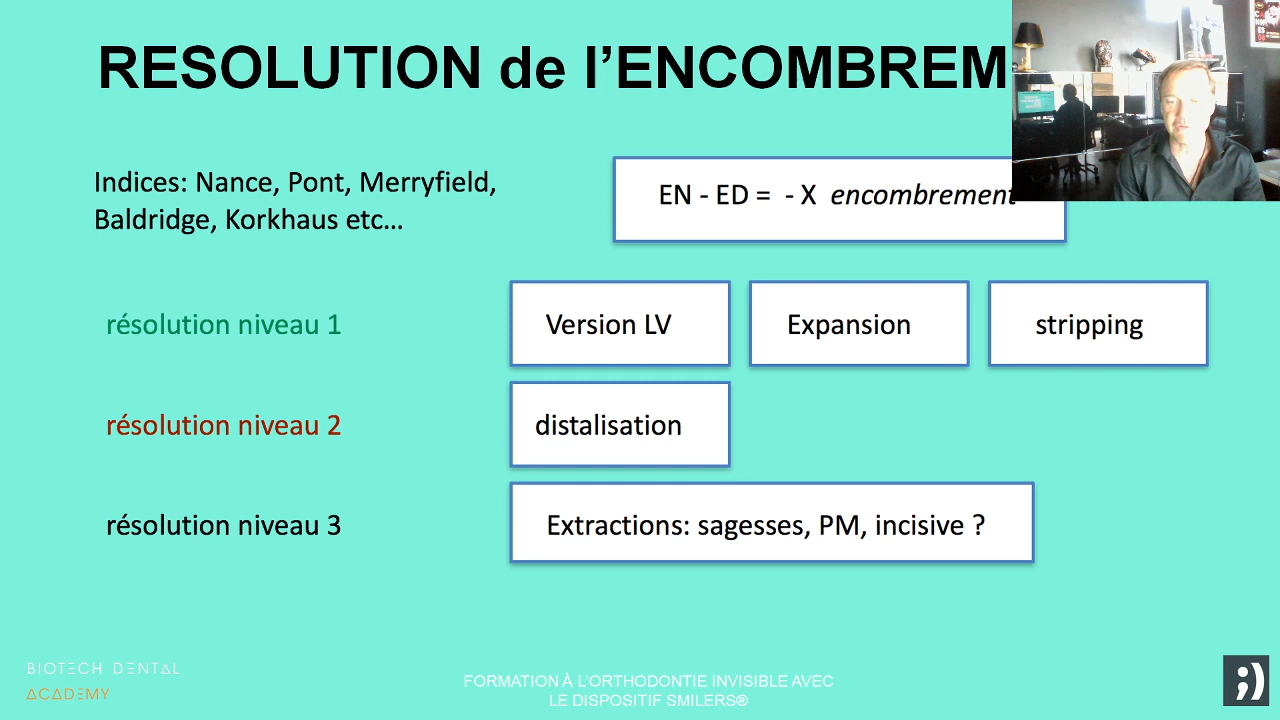 RESOLUTION de l’ENCOMBREM
Indices: Nance, Pont, Merryfield,
Baldridge, Korkhaus etc…
EN - ED = - X encombrement
résolution niveau 1
Version LV
Expansion
stripping
résolution niveau 2
distalisation
résolution niveau 3
Extractions: sagesses, PM, incisive ?
BIOTECH DENTAL
ACADEMY
FORMATION À L’ORTHODONTIE INVISIBLE AVEC
LE DISPOSITIF SMILERS®
;)